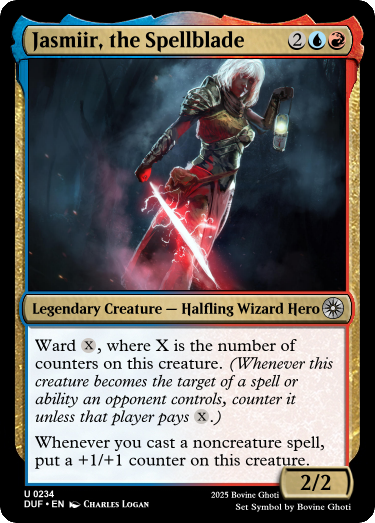 Jasmiir, the Spellblade 2
Legendary Creature — Halfling Wizard Hero
Ward X, where X is the number of
counters on this creature. (Whenever this
creature becomes the target of a spell or
ability an opponent controls, counter it
unless that player pays X.)
Whenever you cast a noncreature spell,
put a +1/+1 counter on this creature.
2/2
U 0234
DUF • EN Charles Logan
2025 Bovine Ghoti
Set Symbol by Bovine Ghoti